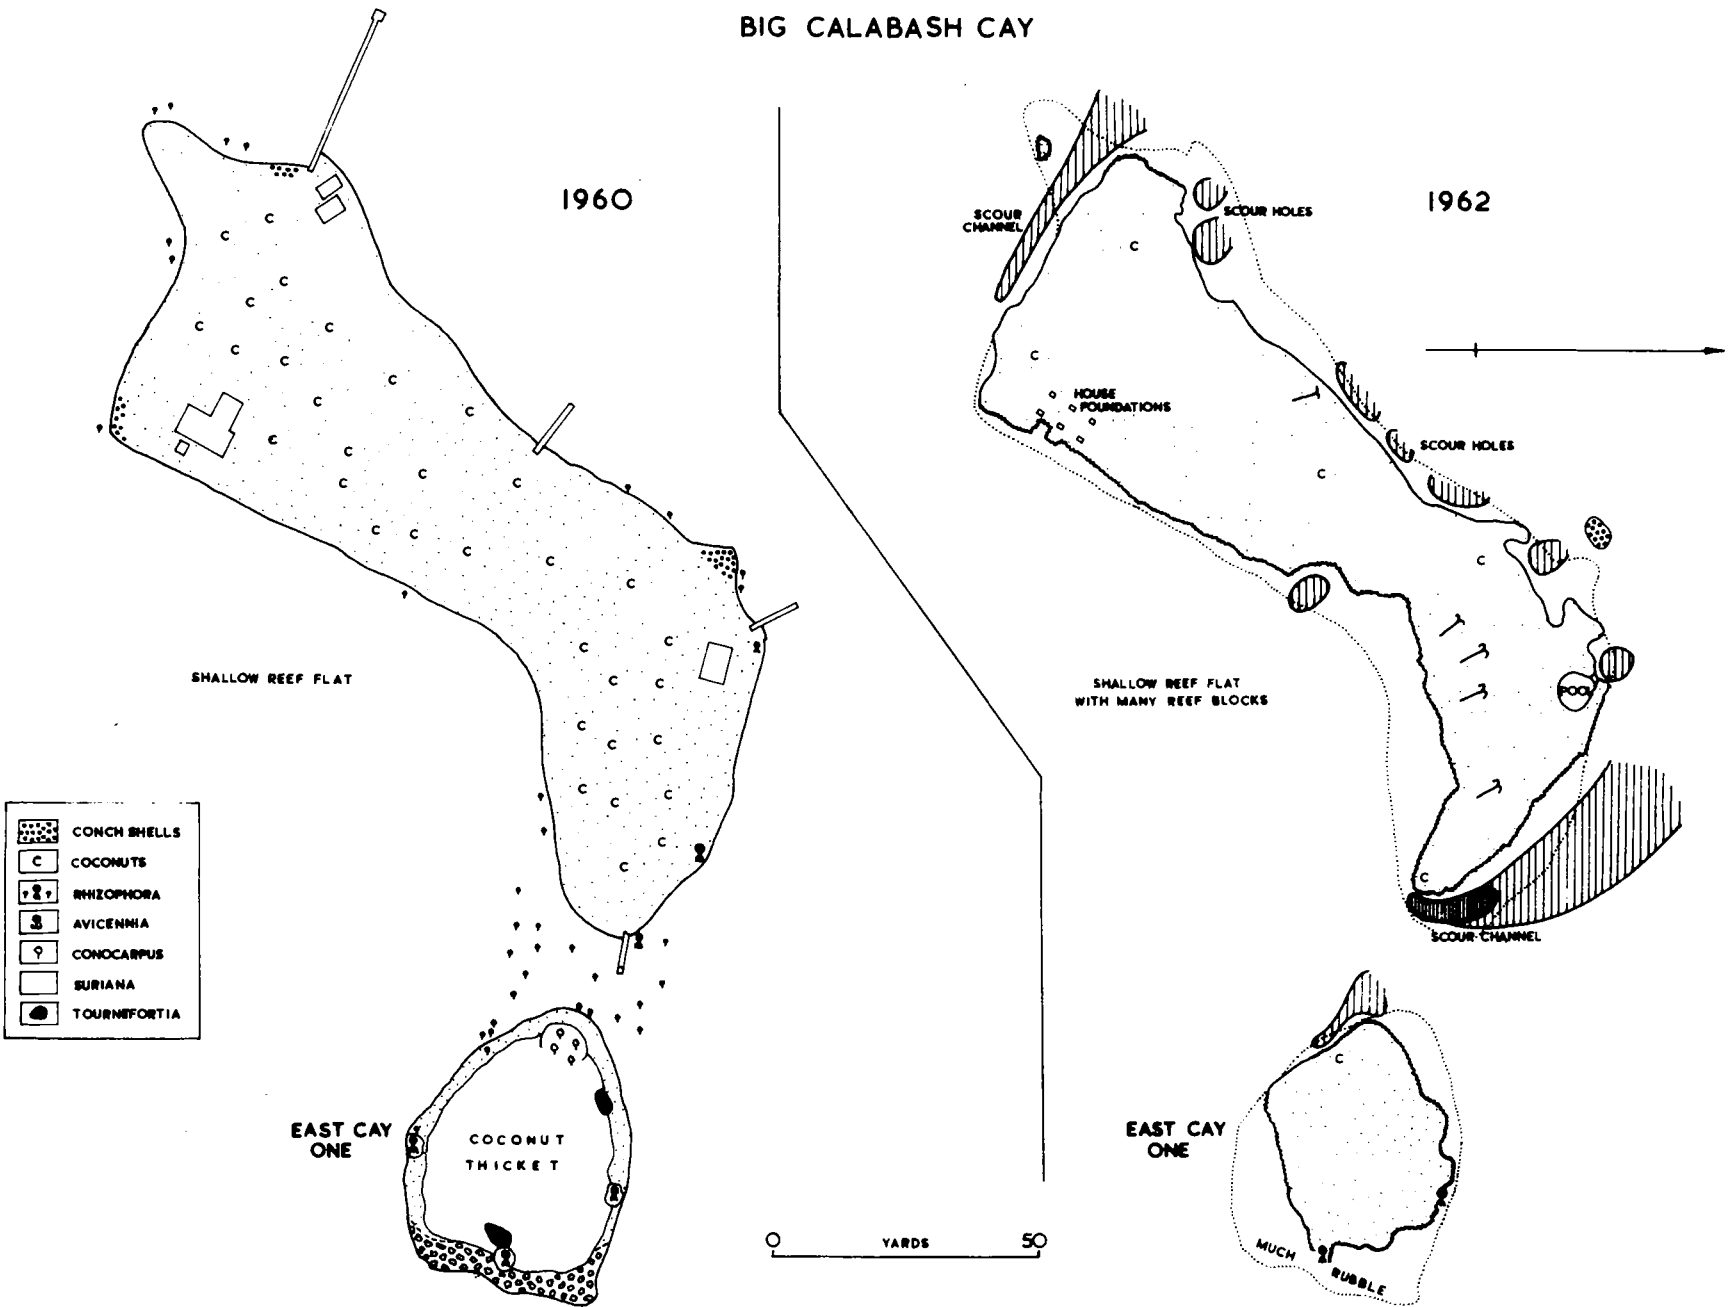 BIG CALABASH CAY
1960
SHALLOW REEF FLAT
CONCH SHELLS
C COCONUTS
RHIZOPHORA
AVICENNIA
CONOCARPUS
SURIANA
TOURNEFORTIA
EAST CAY
ONE
COCONUT
THICKET
0 YARDS 50
1962
SCOUR
CHANNEL
SCOUR HOLES
HOUSE
FOUNDATIONS
SCOUR HOLES
SHALLOW REEF FLAT
WITH MANY REEF BLOCKS
POOL
SCOUR CHANNEL
EAST CAY
ONE
MUCH
RUBBLE